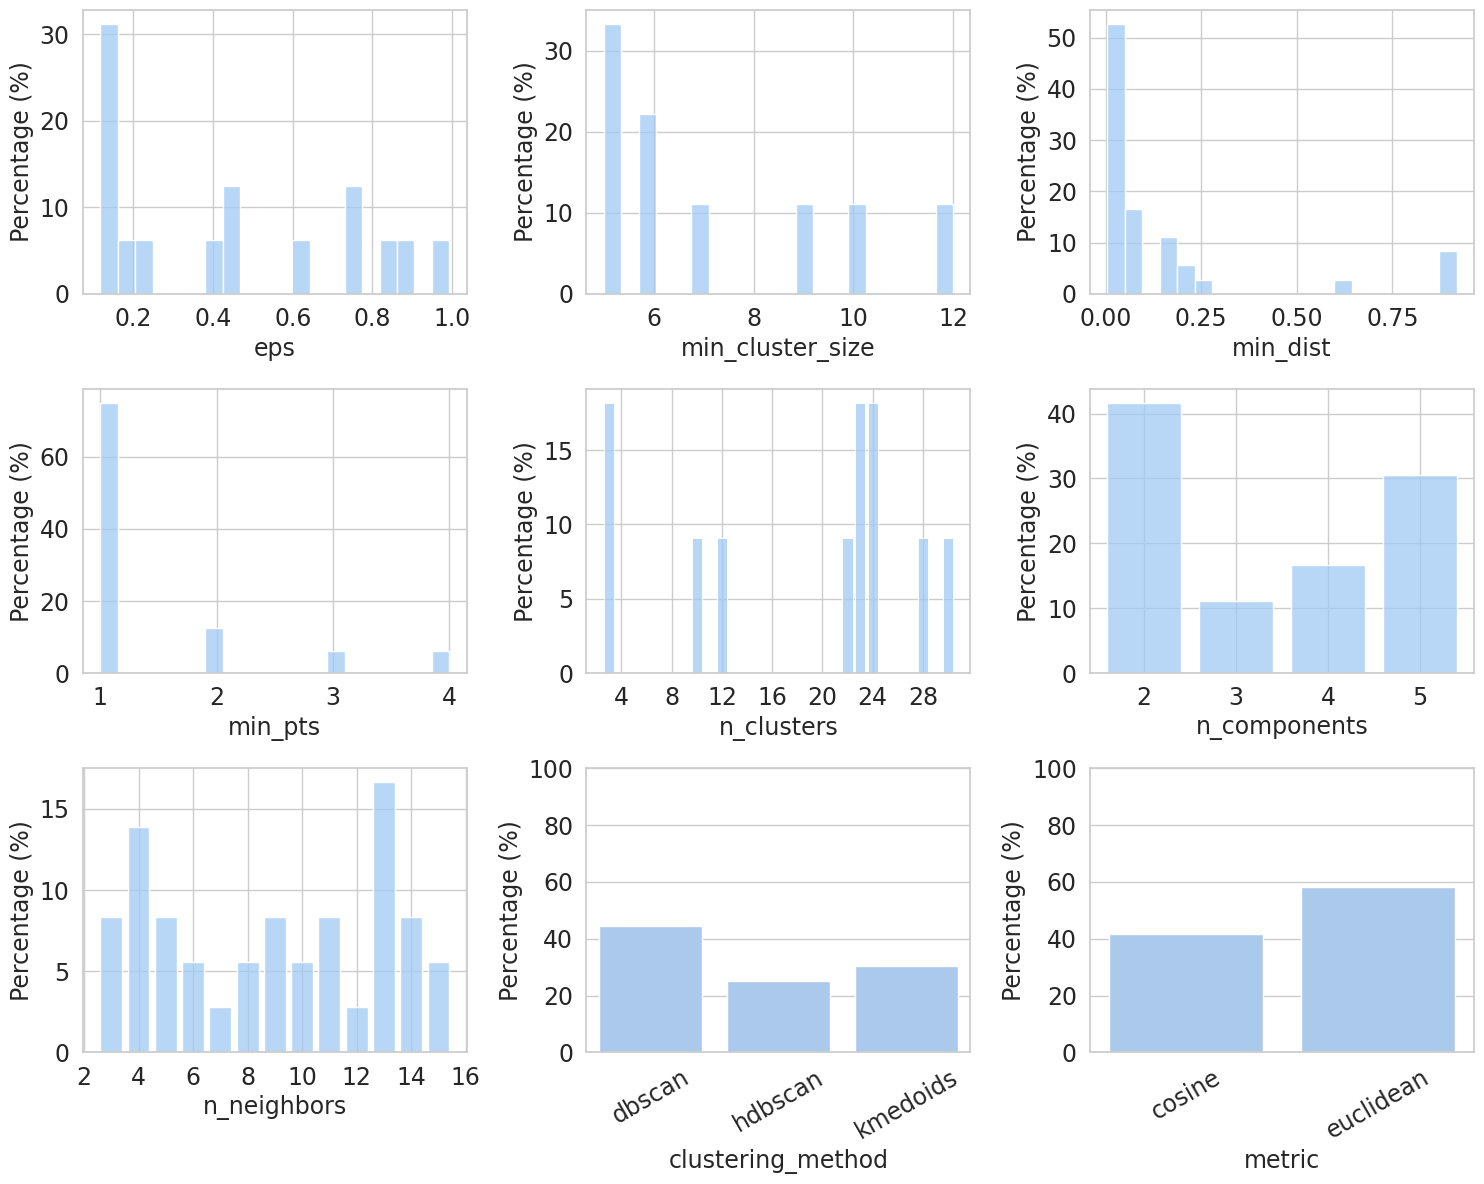 Percentage (%)
30
20
10
0
0.2 0.4 0.6 0.8 1.0
eps
Percentage (%)
30
20
10
0
6 8 10 12
min_cluster_size
Percentage (%)
50
40
30
20
10
0
0.00 0.25 0.50 0.75
min_dist
Percentage (%)
60
40
20
0
1 2 3 4
min_pts
Percentage (%)
15
10
5
0
4 8 12 16 20 24 28
n_clusters
Percentage (%)
40
30
20
10
0
2 3 4 5
n_components
Percentage (%)
15
10
5
0
2 4 6 8 10 12 14 16
n_neighbors
Percentage (%)
100
80
60
40
20
0
dbscan hdbscan kmedoids
clustering_method
Percentage (%)
100
80
60
40
20
0
cosine euclidean
metric